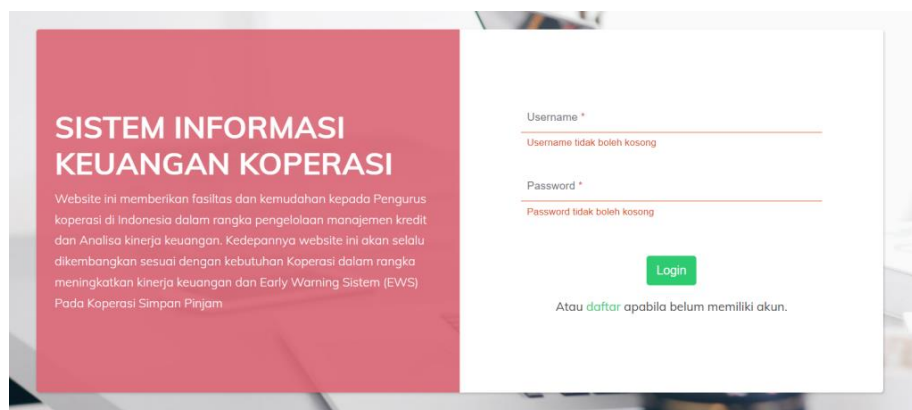 SISTEM INFORMASI
KEUANGAN KOPERASI
Website ini memberikan fasiltas dan kemudahan kepada Pengurus
koperasi di Indonesia dalam rangka pengelolaan manajemen kredit
dan Analisa kinerja keuangan. Kedepannya website ini akan selalu
dikembangkan sesuai dengan kebutuhan Koperasi dalam rangka
meningkatkan kinerja keuangan dan Early Warning Sistem (EWS)
Pada Koperasi Simpan Pinjam
Username *
Username tidak boleh kosong
Password *
Password tidak boleh kosong
Login
Atau daftar apabila belum memiliki akun.